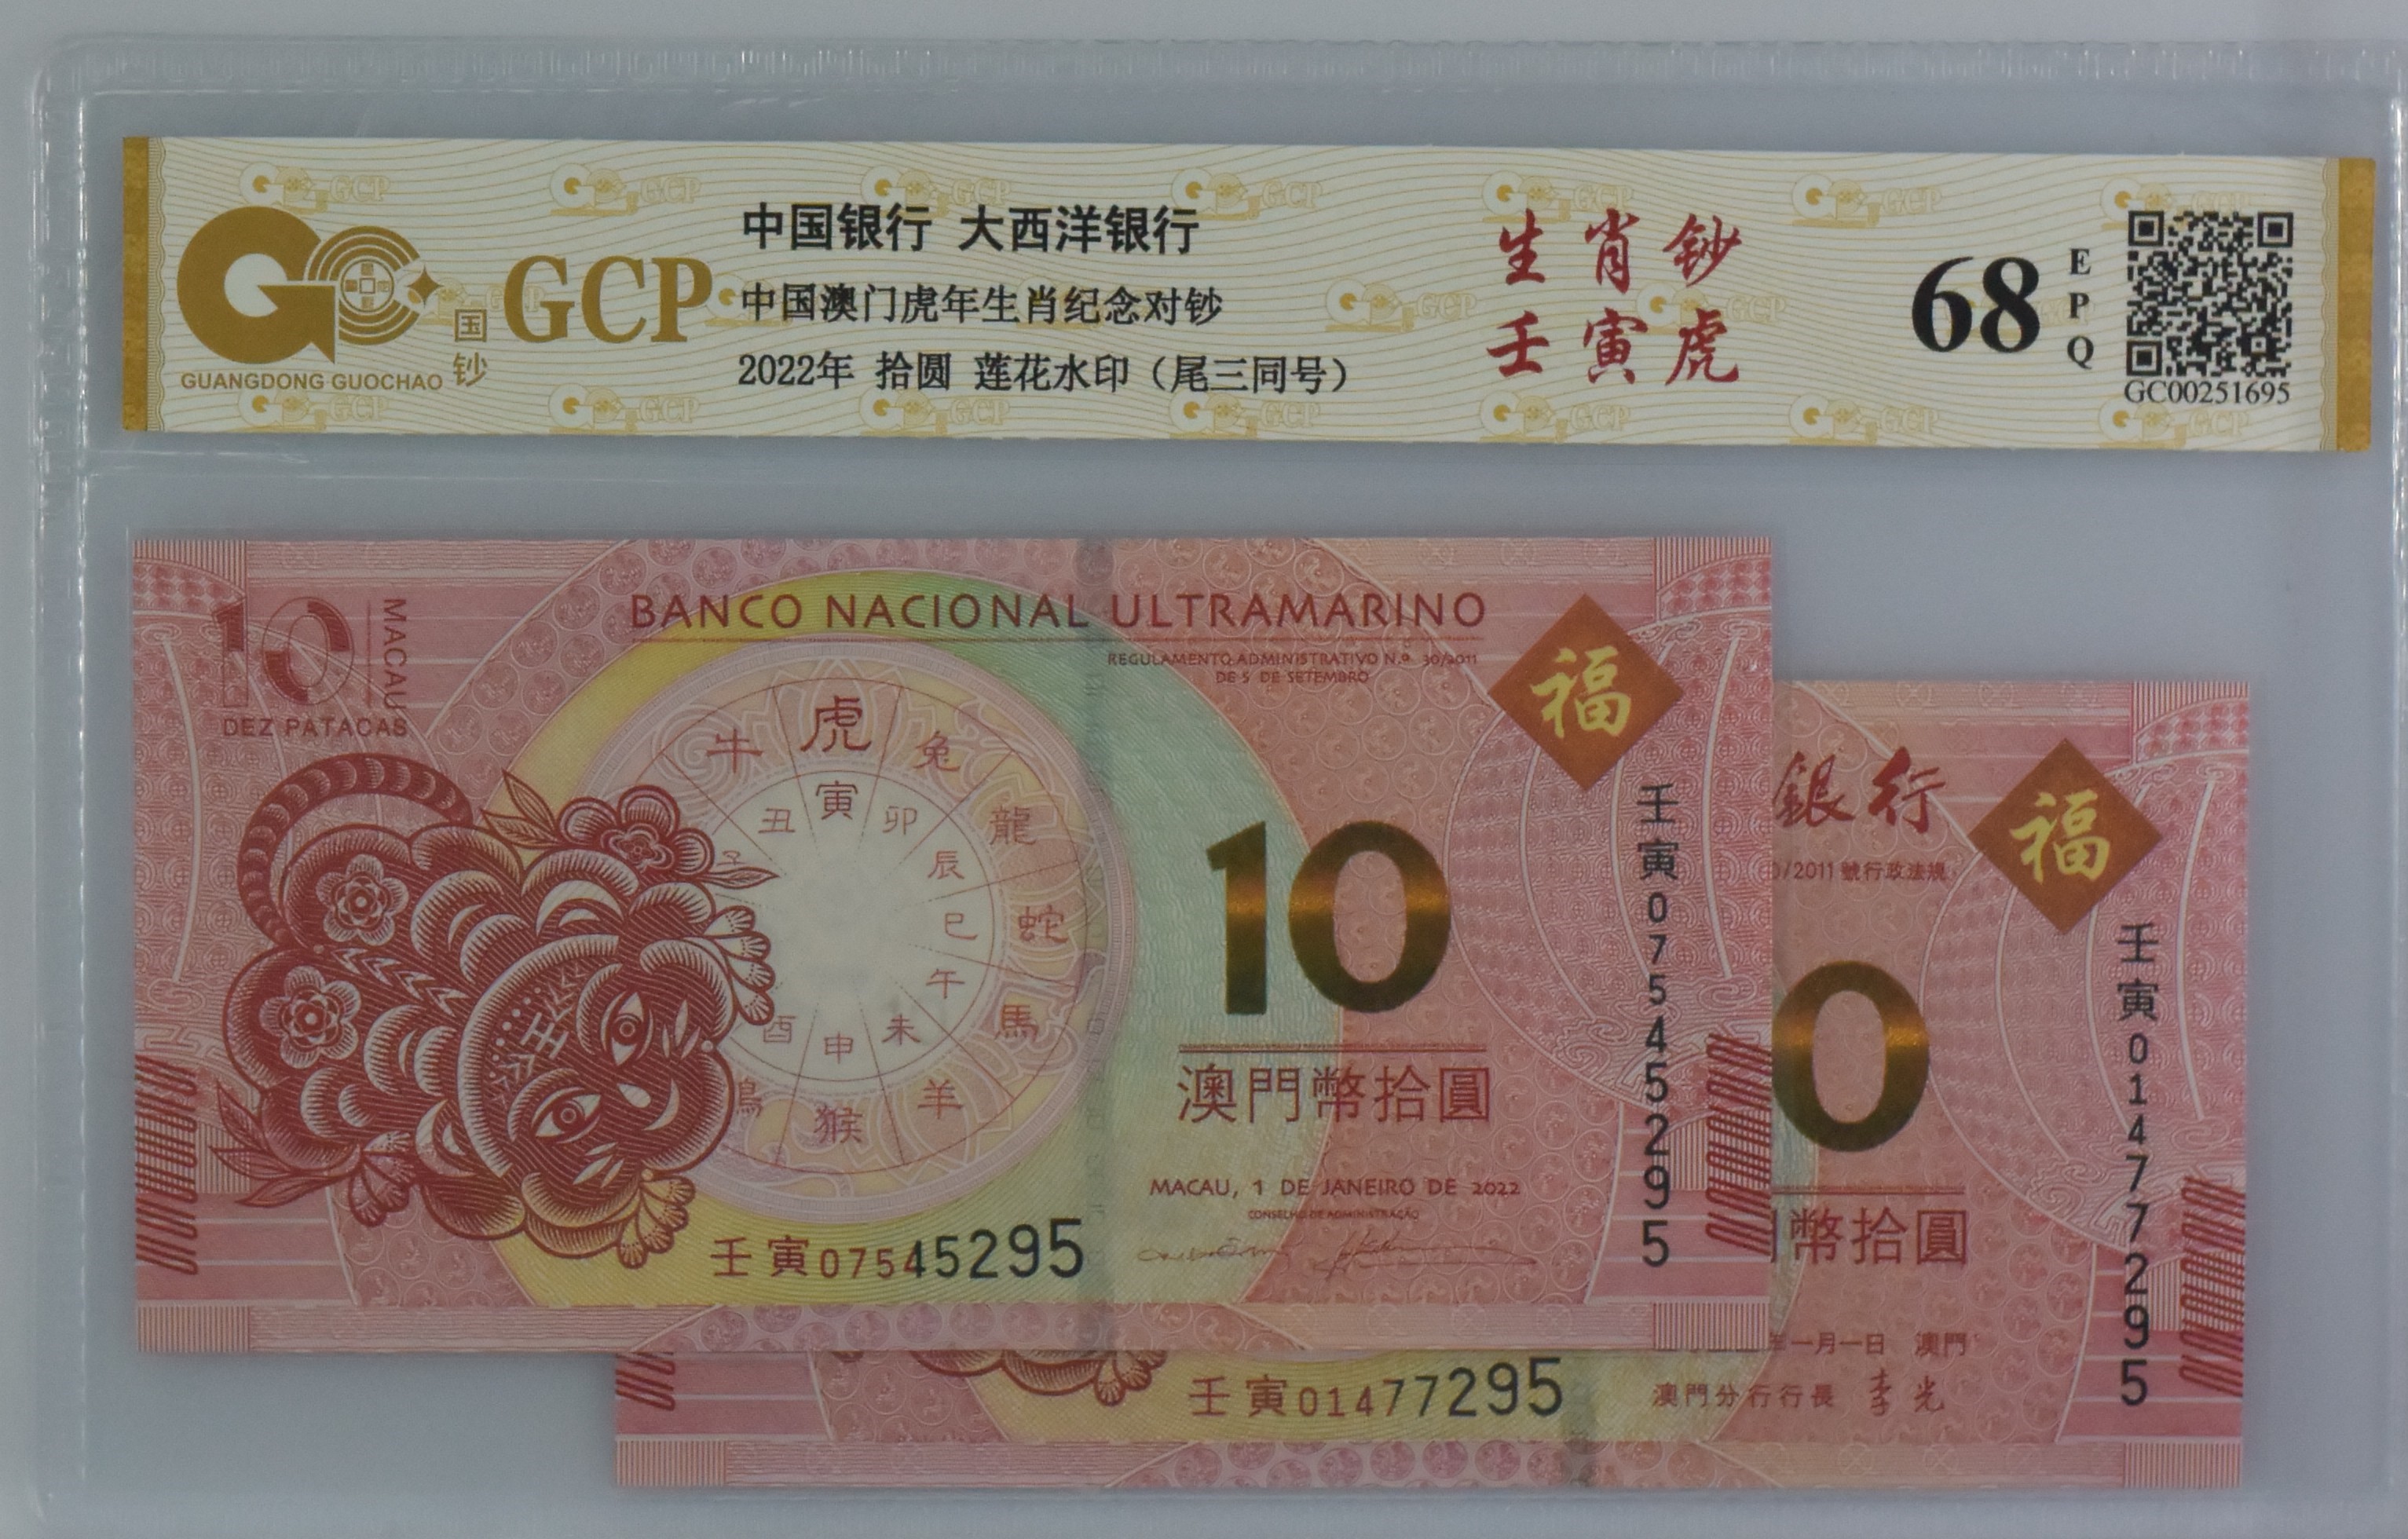 GUANGDONG GUOCHAO
国钞
GCP
中国银行 大西洋银行
中国澳门虎年生肖纪念对钞
2022年 拾圆 莲花水印（尾三同号）
生肖钞
壬寅虎
68
EPQ
GC00251695
10
MACAU
DEZ PATACAS
BANCO NACIONAL ULTRAMARINO
REGULAMENTO ADMINISTRATIVO N.º 30/2011
DE 5 DE SETEMBRO
福
牛 虎 兔 龍 蛇 馬 羊 猴
子 丑 寅 卯 辰 巳 午 未 申 酉
王
10
澳門幣拾圓
MACAU, 1 DE JANEIRO DE 2022
CONSELHO DE ADMINISTRAÇÃO
壬寅07545295
壬寅07545295
銀行
/2011 號行政法規
福
0
幣拾圓
年一月一日 澳門
澳門分行行長 李光
壬寅01477295
壬寅01477295